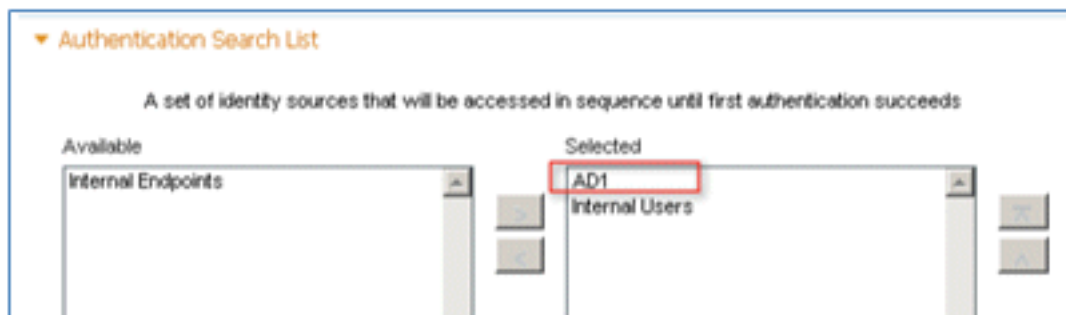 Authentication Search List
A set of identity sources that will be accessed in sequence until first authentication succeeds
Available
Selected
Internal Endpoints
AD1
Internal Users
>
<